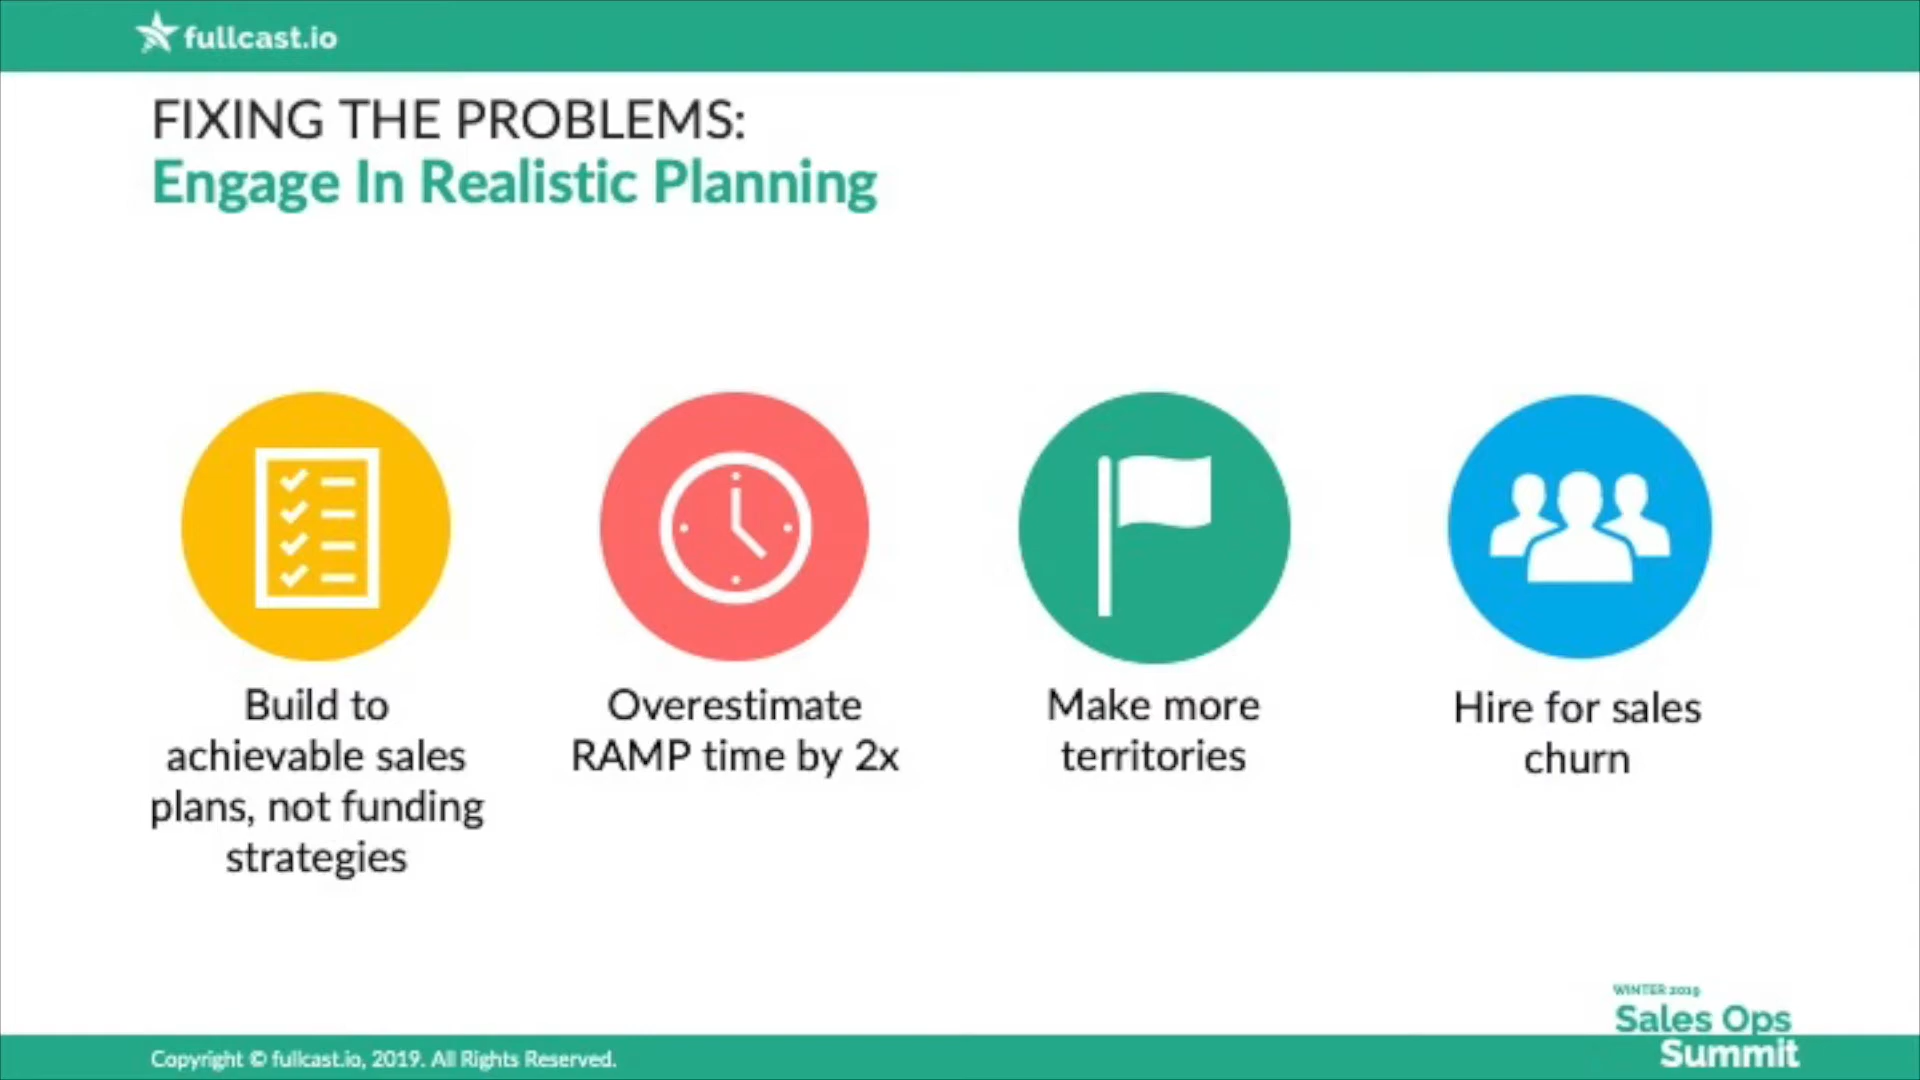 fullcast.io
FIXING THE PROBLEMS:
Engage In Realistic Planning
Build to
achievable sales
plans, not funding
strategies
Overestimate
RAMP time by 2x
Make more
territories
Hire for sales
churn
WINTER 2019
Sales Ops
Summit
Copyright © fullcast.io, 2019. All Rights Reserved.